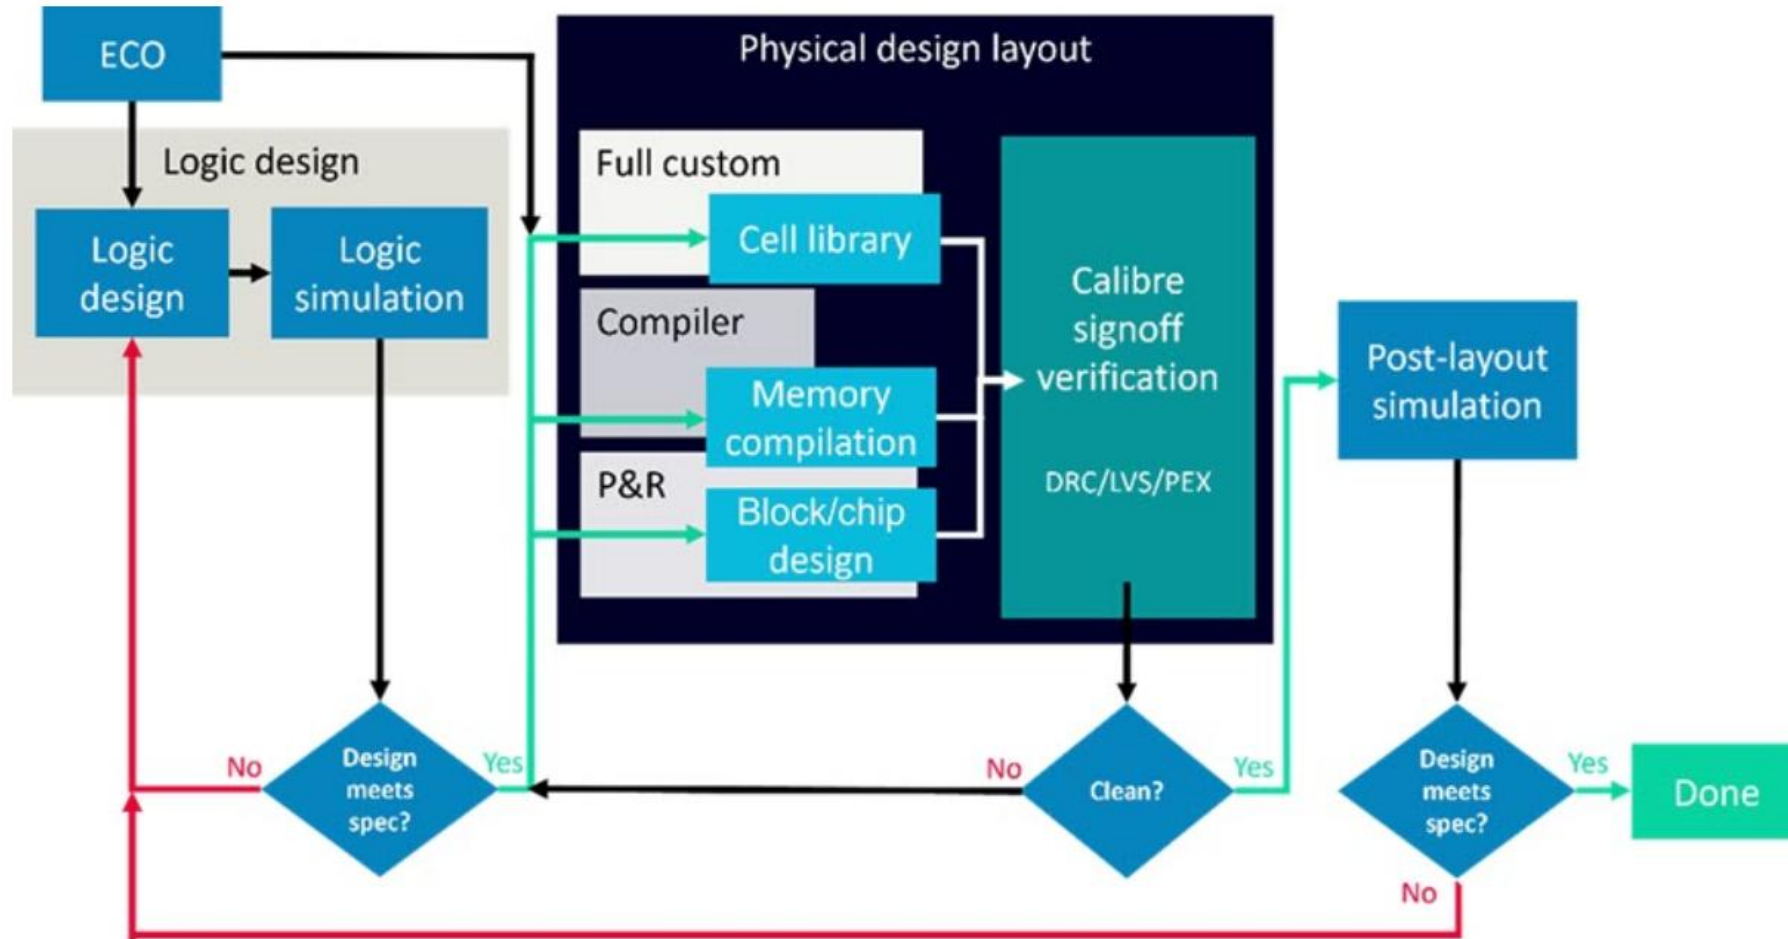 ECO
Physical design layout
Logic design
Full custom
Logic
design
Logic
simulation
Cell library
Compiler
Memory
compilation
P&R
Block/chip
design
Calibre
signoff
verification
DRC/LVS/PEX
Post-layout
simulation
No
Design
meets
spec?
Yes
No
Clean?
Yes
Design
meets
spec?
Yes
Done
No